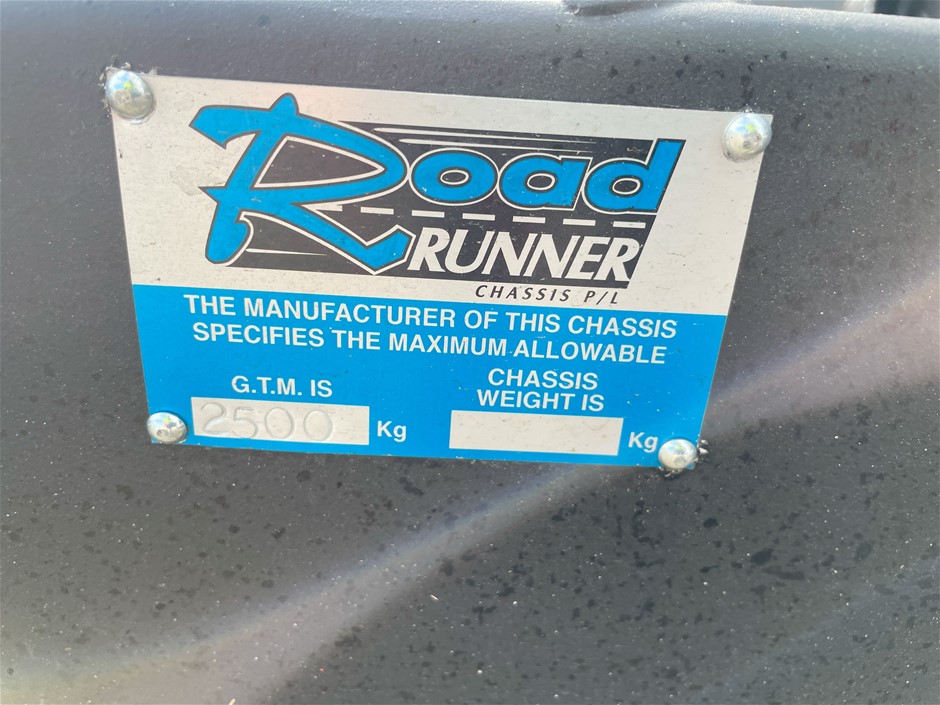 Road
RUNNER
CHASSIS P/L
THE MANUFACTURER OF THIS CHASSIS
SPECIFIES THE MAXIMUM ALLOWABLE
G.T.M. IS
2500 Kg
CHASSIS
WEIGHT IS
Kg